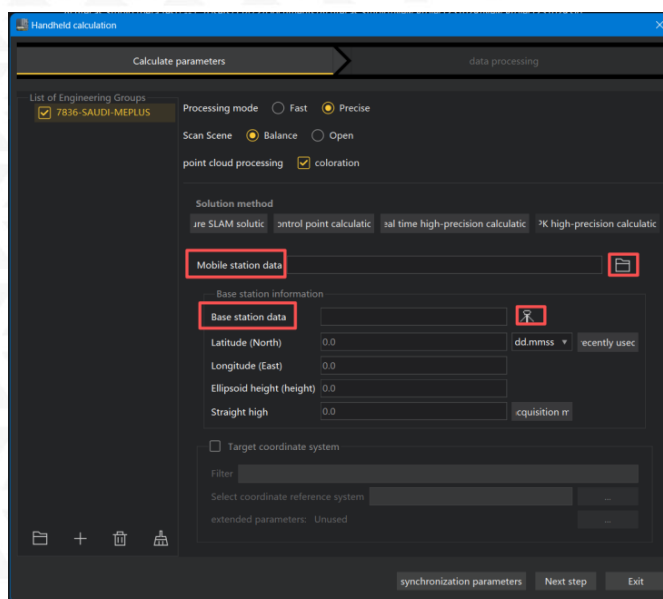 Handheld calculation
Calculate parameters
data processing
List of Engineering Groups
7836-SAUDI-MEPLUS
Processing mode Fast Precise
Scan Scene Balance Open
point cloud processing coloration
Solution method
ure SLAM solutic ontrol point calculatic eal time high-precision calculatic PK high-precision calculatic
Mobile station data
Base station information
Base station data
Latitude (North) 0.0 dd.mmss recently usec
Longitude (East) 0.0
Ellipsoid height (height) 0.0
Straight high 0.0 cquisition m
Target coordinate system
Filter
Select coordinate reference system ...
extended parameters: Unused ...
synchronization parameters Next step Exit